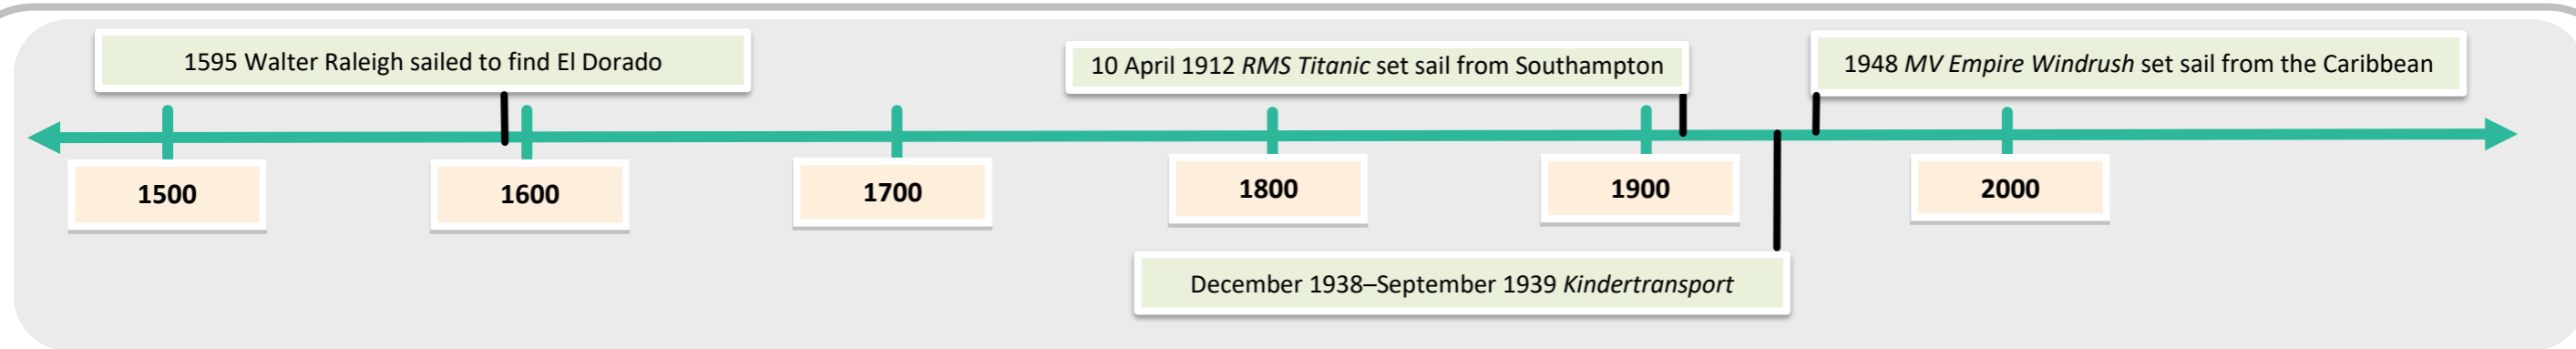 1595 Walter Raleigh sailed to find El Dorado
10 April 1912 RMS Titanic set sail from Southampton
1948 MV Empire Windrush set sail from the Caribbean
1500
1600
1700
1800
1900
2000
December 1938–September 1939 Kindertransport